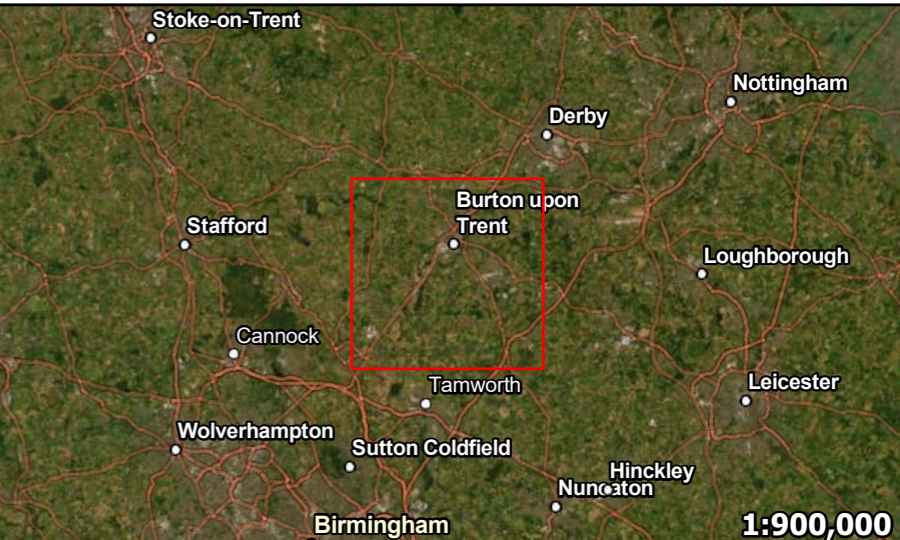 Stoke-on-Trent
Nottingham
Derby
Burton upon
Trent
Stafford
Loughborough
Cannock
Tamworth
Leicester
Wolverhampton
Sutton Coldfield
Hinckley
Nuneaton
Birmingham
1:900,000